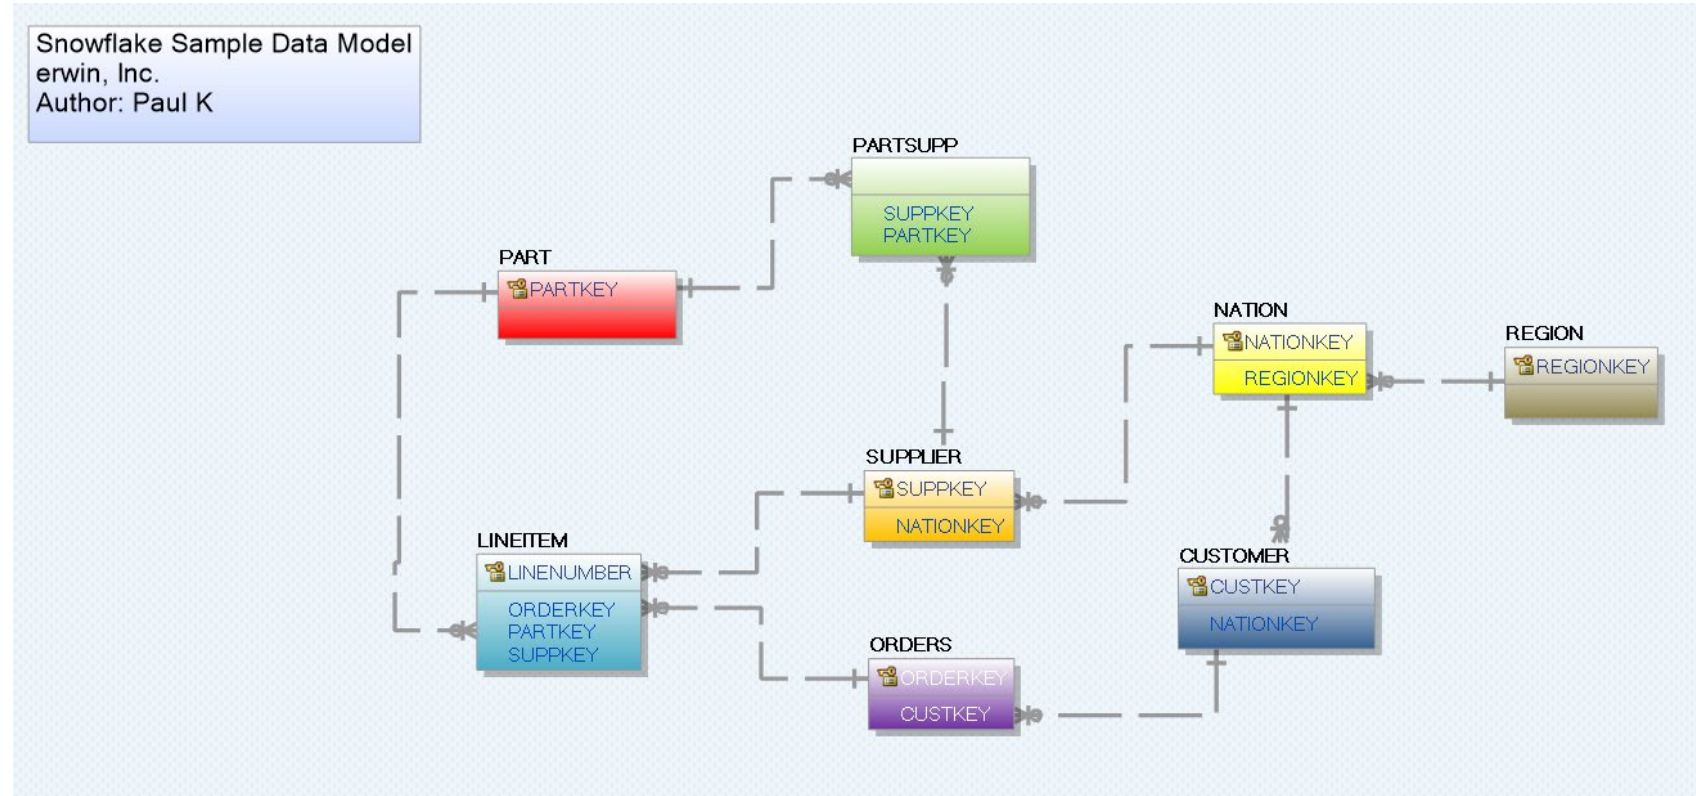 Snowflake Sample Data Model
erwin, Inc.
Author: Paul K
PARTSUPP
SUPPKEY
PARTKEY
PART
PARTKEY
NATION
NATIONKEY
REGIONKEY
REGION
REGIONKEY
SUPPLIER
SUPPKEY
NATIONKEY
LINEITEM
LINENUMBER
ORDERKEY
PARTKEY
SUPPKEY
CUSTOMER
CUSTKEY
NATIONKEY
ORDERS
ORDERKEY
CUSTKEY